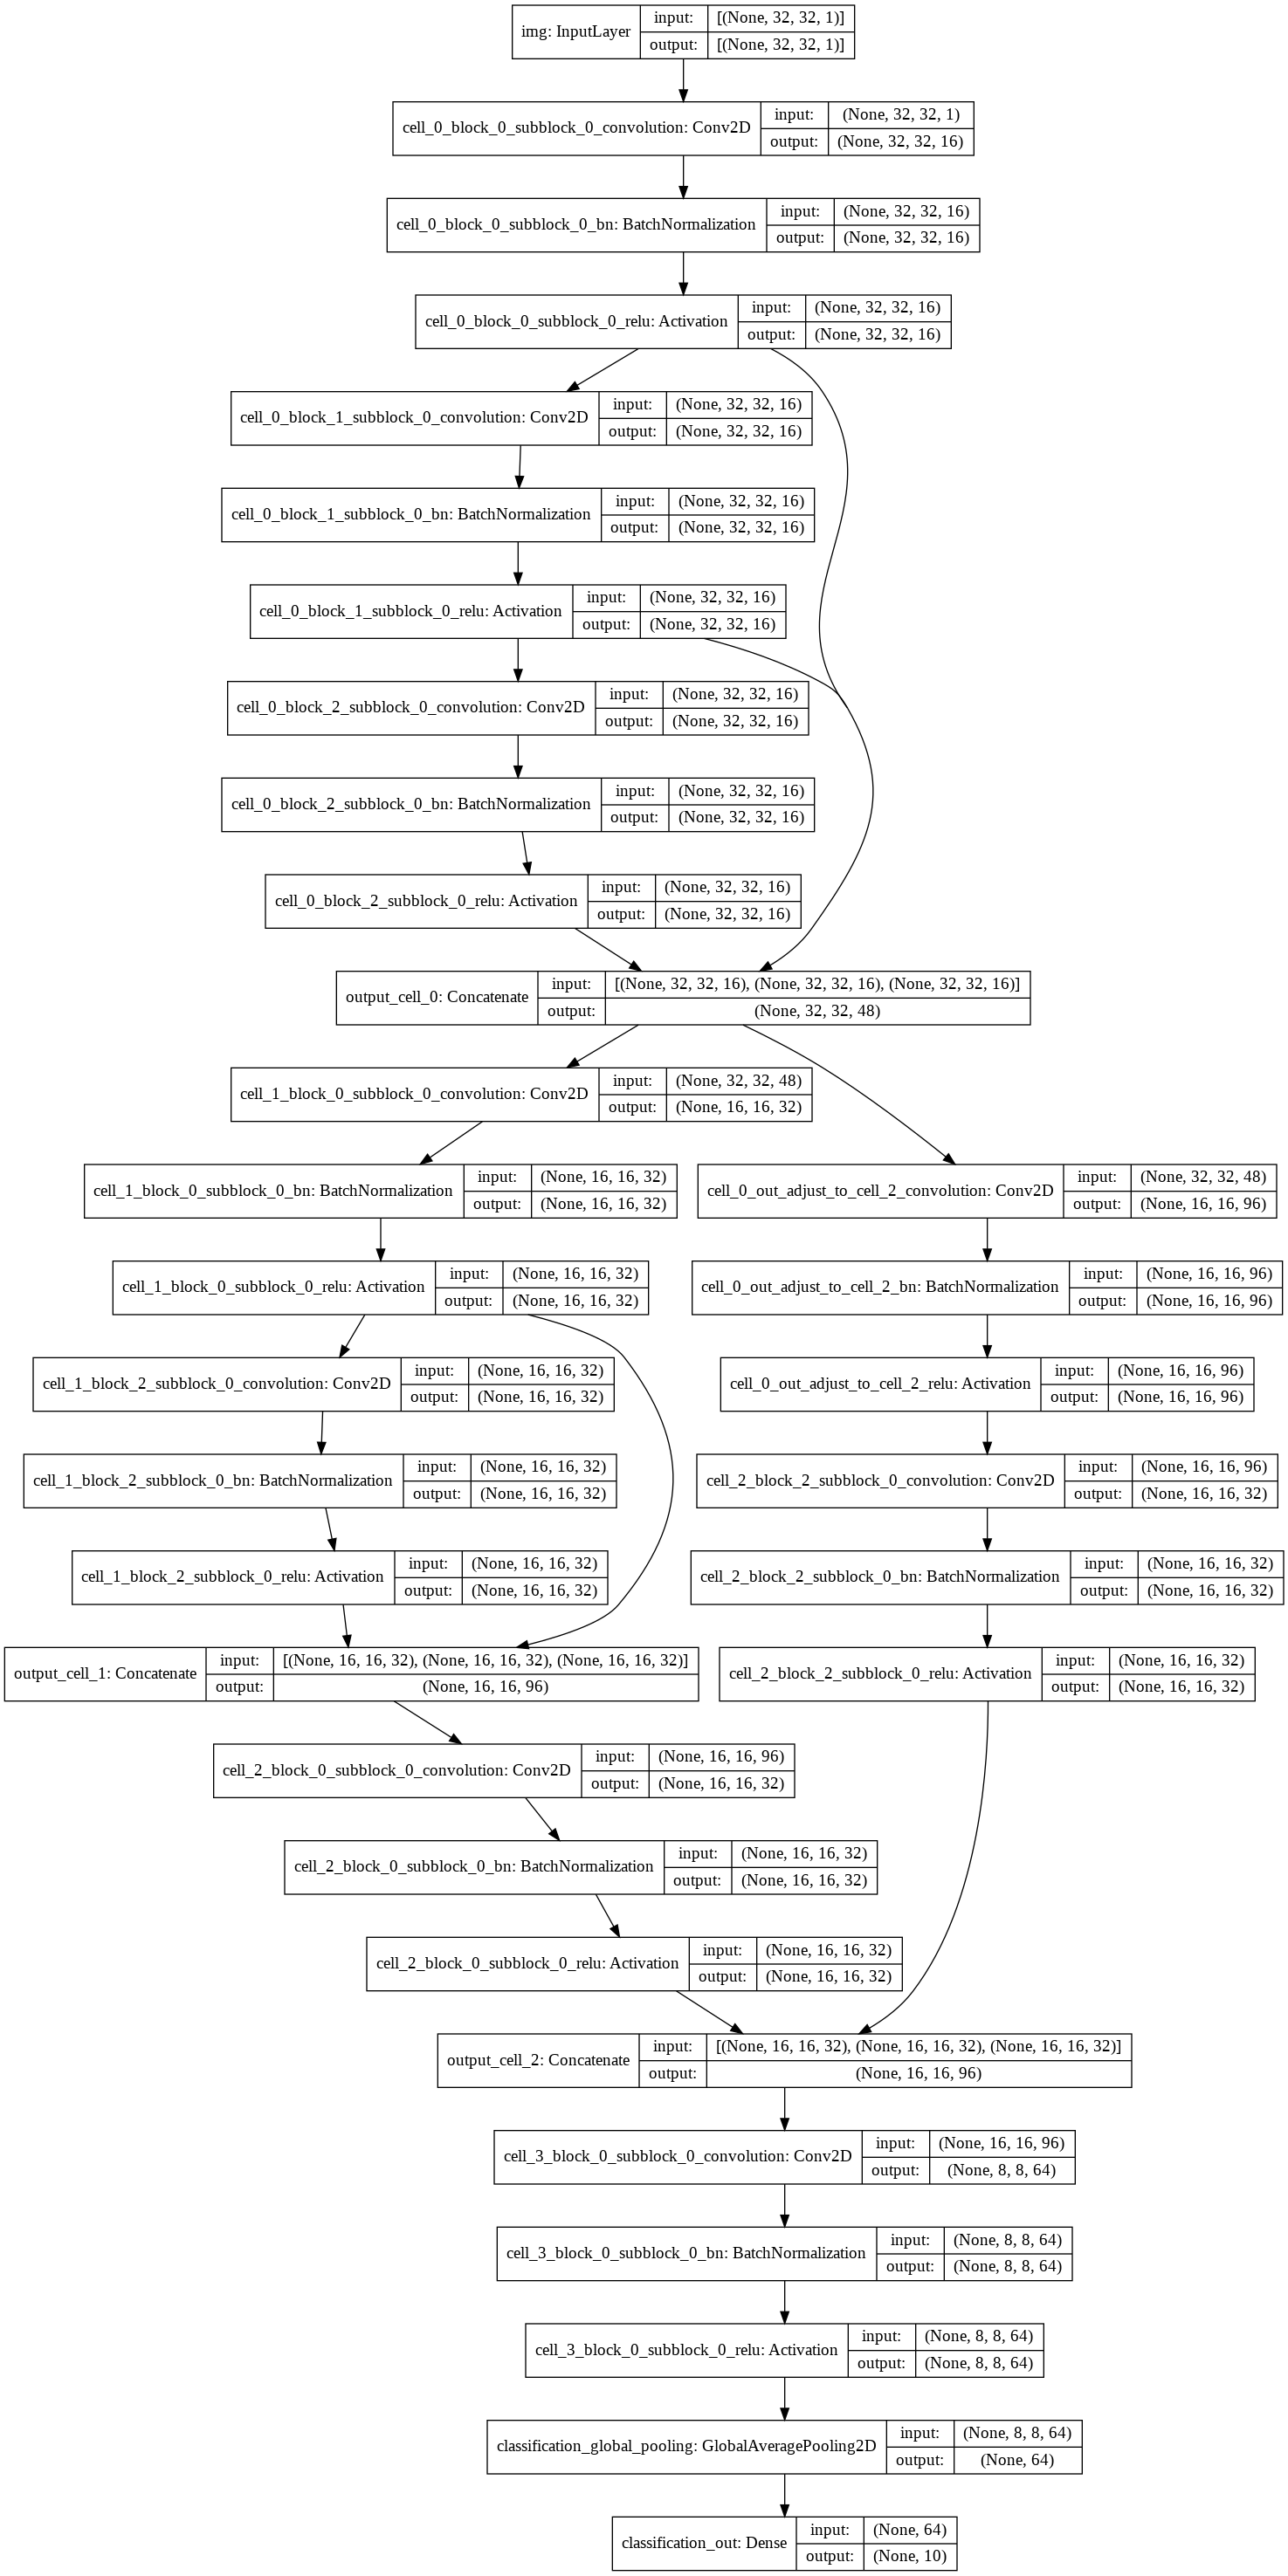 img: InputLayer
input: [(None, 32, 32, 1)]
output: [(None, 32, 32, 1)]
cell_0_block_0_subblock_0_convolution: Conv2D
input: (None, 32, 32, 1)
output: (None, 32, 32, 16)
cell_0_block_0_subblock_0_bn: BatchNormalization
input: (None, 32, 32, 16)
output: (None, 32, 32, 16)
cell_0_block_0_subblock_0_relu: Activation
input: (None, 32, 32, 16)
output: (None, 32, 32, 16)
cell_0_block_1_subblock_0_convolution: Conv2D
input: (None, 32, 32, 16)
output: (None, 32, 32, 16)
cell_0_block_1_subblock_0_bn: BatchNormalization
input: (None, 32, 32, 16)
output: (None, 32, 32, 16)
cell_0_block_1_subblock_0_relu: Activation
input: (None, 32, 32, 16)
output: (None, 32, 32, 16)
cell_0_block_2_subblock_0_convolution: Conv2D
input: (None, 32, 32, 16)
output: (None, 32, 32, 16)
cell_0_block_2_subblock_0_bn: BatchNormalization
input: (None, 32, 32, 16)
output: (None, 32, 32, 16)
cell_0_block_2_subblock_0_relu: Activation
input: (None, 32, 32, 16)
output: (None, 32, 32, 16)
output_cell_0: Concatenate
input: [(None, 32, 32, 16), (None, 32, 32, 16), (None, 32, 32, 16)]
output: (None, 32, 32, 48)
cell_1_block_0_subblock_0_convolution: Conv2D
input: (None, 32, 32, 48)
output: (None, 16, 16, 32)
cell_1_block_0_subblock_0_bn: BatchNormalization
input: (None, 16, 16, 32)
output: (None, 16, 16, 32)
cell_0_out_adjust_to_cell_2_convolution: Conv2D
input: (None, 32, 32, 48)
output: (None, 16, 16, 96)
cell_1_block_0_subblock_0_relu: Activation
input: (None, 16, 16, 32)
output: (None, 16, 16, 32)
cell_0_out_adjust_to_cell_2_bn: BatchNormalization
input: (None, 16, 16, 96)
output: (None, 16, 16, 96)
cell_1_block_2_subblock_0_convolution: Conv2D
input: (None, 16, 16, 32)
output: (None, 16, 16, 32)
cell_0_out_adjust_to_cell_2_relu: Activation
input: (None, 16, 16, 96)
output: (None, 16, 16, 96)
cell_1_block_2_subblock_0_bn: BatchNormalization
input: (None, 16, 16, 32)
output: (None, 16, 16, 32)
cell_2_block_2_subblock_0_convolution: Conv2D
input: (None, 16, 16, 96)
output: (None, 16, 16, 32)
cell_1_block_2_subblock_0_relu: Activation
input: (None, 16, 16, 32)
output: (None, 16, 16, 32)
cell_2_block_2_subblock_0_bn: BatchNormalization
input: (None, 16, 16, 32)
output: (None, 16, 16, 32)
output_cell_1: Concatenate
input: [(None, 16, 16, 32), (None, 16, 16, 32), (None, 16, 16, 32)]
output: (None, 16, 16, 96)
cell_2_block_2_subblock_0_relu: Activation
input: (None, 16, 16, 32)
output: (None, 16, 16, 32)
cell_2_block_0_subblock_0_convolution: Conv2D
input: (None, 16, 16, 96)
output: (None, 16, 16, 32)
cell_2_block_0_subblock_0_bn: BatchNormalization
input: (None, 16, 16, 32)
output: (None, 16, 16, 32)
cell_2_block_0_subblock_0_relu: Activation
input: (None, 16, 16, 32)
output: (None, 16, 16, 32)
output_cell_2: Concatenate
input: [(None, 16, 16, 32), (None, 16, 16, 32), (None, 16, 16, 32)]
output: (None, 16, 16, 96)
cell_3_block_0_subblock_0_convolution: Conv2D
input: (None, 16, 16, 96)
output: (None, 8, 8, 64)
cell_3_block_0_subblock_0_bn: BatchNormalization
input: (None, 8, 8, 64)
output: (None, 8, 8, 64)
cell_3_block_0_subblock_0_relu: Activation
input: (None, 8, 8, 64)
output: (None, 8, 8, 64)
classification_global_pooling: GlobalAveragePooling2D
input: (None, 8, 8, 64)
output: (None, 64)
classification_out: Dense
input: (None, 64)
output: (None, 10)